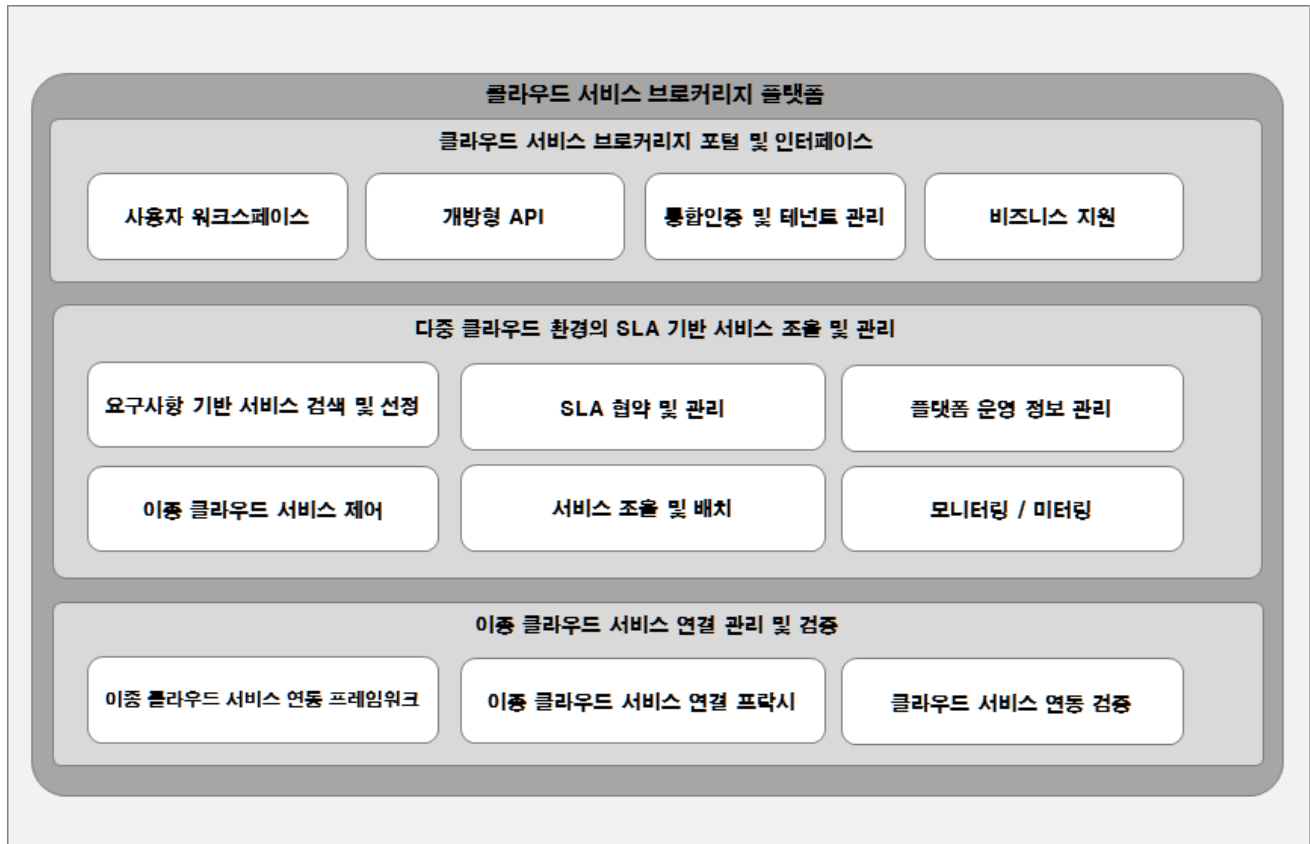 클라우드 서비스 브로커리지 플랫폼
클라우드 서비스 브로커리지 포털 및 인터페이스
사용자 워크스페이스
개방형 API
통합인증 및 테넌트 관리
비즈니스 지원
다중 클라우드 환경의 SLA 기반 서비스 조율 및 관리
요구사항 기반 서비스 검색 및 선정
SLA 협약 및 관리
플랫폼 운영 정보 관리
이종 클라우드 서비스 제어
서비스 조율 및 배치
모니터링 / 미터링
이종 클라우드 서비스 연결 관리 및 검증
이종 클라우드 서비스 연동 프레임워크
이종 클라우드 서비스 연결 프락시
클라우드 서비스 연동 검증